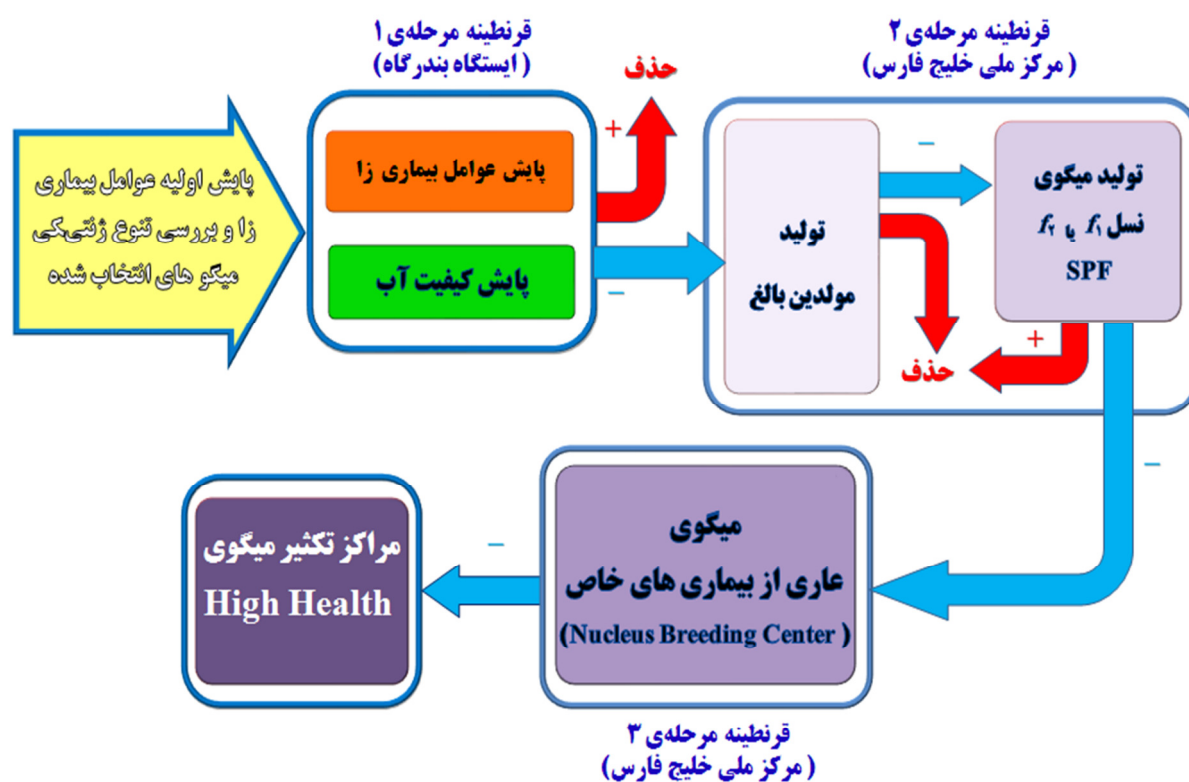 قرنطینه مرحله‌ی ۱
( ایستگاه بندرگاه)
قرنطینه مرحله‌ی ۲
( مرکز ملی خلیج فارس)
پایش اولیه عوامل بیماری
زا و بررسی تنوع ژنتیکی
میگو های انتخاب شده
پایش عوامل بیماری زا
پایش کیفیت آب
+
حذف
−
تولید
مولدین بالغ
−
تولید میگوی
نسل f۱ یا f۲
SPF
+
حذف
−
میگوی
عاری از بیماری های خاص
(Nucleus Breeding Center )
−
مراکز تکثیر میگوی
High Health
قرنطینه مرحله‌ی ۳
( مرکز ملی خلیج فارس)